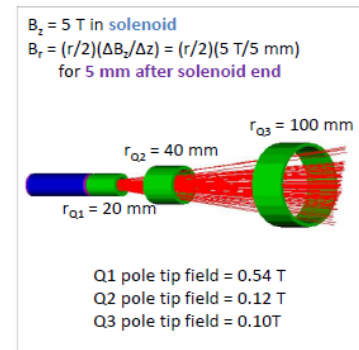 B_z = 5 T in solenoid
B_r = (r/2)(ΔB_z/Δz) = (r/2)(5 T/5 mm)
for 5 mm after solenoid end
r_Q3 = 100 mm
r_Q2 = 40 mm
r_Q1 = 20 mm
Q1 pole tip field = 0.54 T
Q2 pole tip field = 0.12 T
Q3 pole tip field = 0.10T